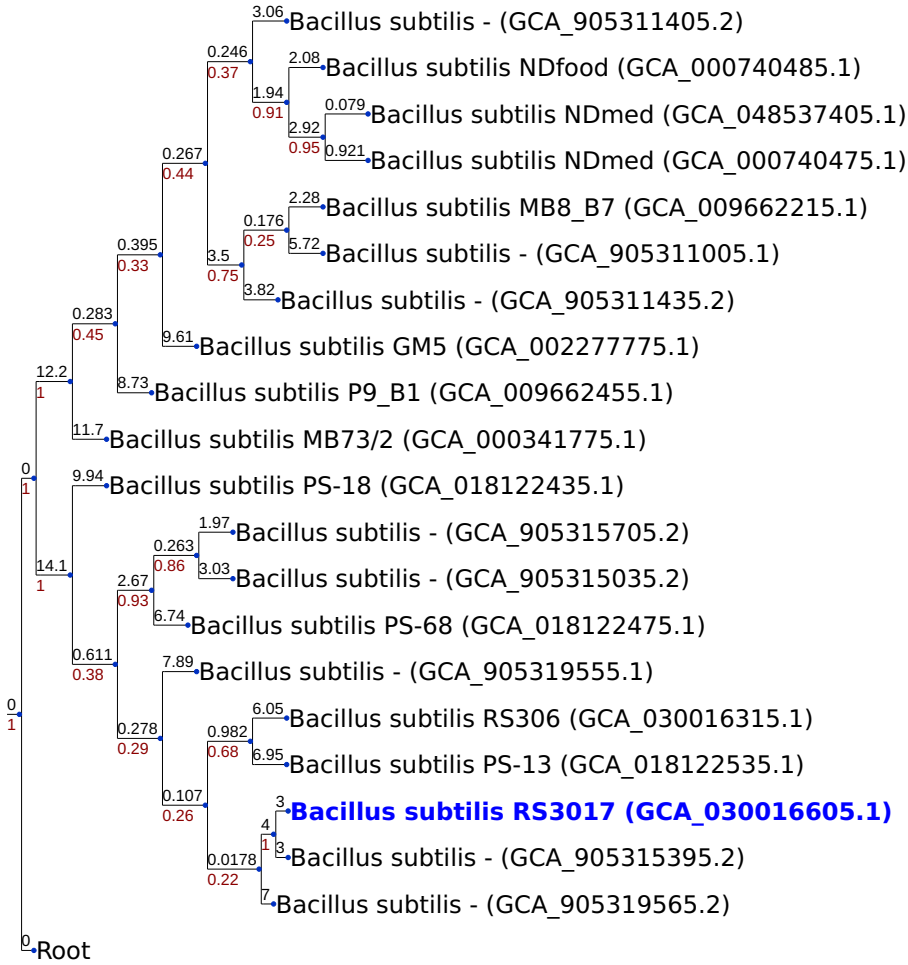 3.06
Bacillus subtilis - (GCA_905311405.2)
0.246
0.37
2.08
Bacillus subtilis NDfood (GCA_000740485.1)
1.94
0.91
0.079
Bacillus subtilis NDmed (GCA_048537405.1)
2.92
0.95
0.921
Bacillus subtilis NDmed (GCA_000740475.1)
0.267
0.44
2.28
Bacillus subtilis MB8_B7 (GCA_009662215.1)
0.176
0.25
5.72
Bacillus subtilis - (GCA_905311005.1)
3.5
0.75
3.82
Bacillus subtilis - (GCA_905311435.2)
0.395
0.33
9.61
Bacillus subtilis GM5 (GCA_002277775.1)
0.283
0.45
8.73
Bacillus subtilis P9_B1 (GCA_009662455.1)
12.2
1
11.7
Bacillus subtilis MB73/2 (GCA_000341775.1)
0
1
9.94
Bacillus subtilis PS-18 (GCA_018122435.1)
1.97
Bacillus subtilis - (GCA_905315705.2)
0.263
0.86
3.03
Bacillus subtilis - (GCA_905315035.2)
14.1
1
2.67
0.93
6.74
Bacillus subtilis PS-68 (GCA_018122475.1)
0.611
0.38
7.89
Bacillus subtilis - (GCA_905319555.1)
0
1
0.278
0.29
6.05
Bacillus subtilis RS306 (GCA_030016315.1)
0.982
0.68
6.95
Bacillus subtilis PS-13 (GCA_018122535.1)
0.107
0.26
3
Bacillus subtilis RS3017 (GCA_030016605.1)
4
1
3
Bacillus subtilis - (GCA_905315395.2)
0.0178
0.22
7
Bacillus subtilis - (GCA_905319565.2)
0
Root